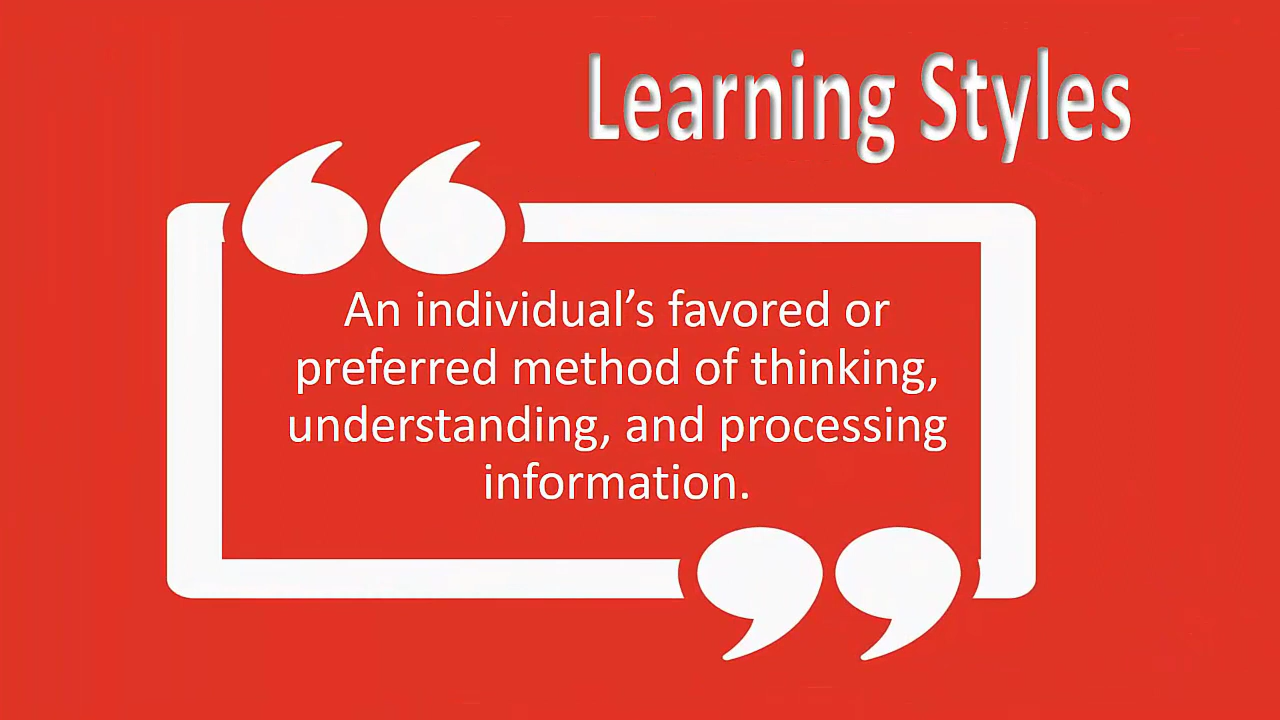 Learning Styles
An individual’s favored or
preferred method of thinking,
understanding, and processing
information.